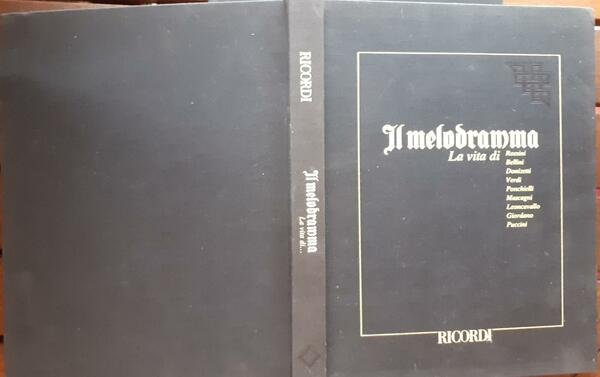 RICORDI
Il melodramma
La vita di...
Il melodramma
La vita di
Rossini
Bellini
Donizetti
Verdi
Ponchielli
Mascagni
Leoncavallo
Giordano
Puccini
RICORDI